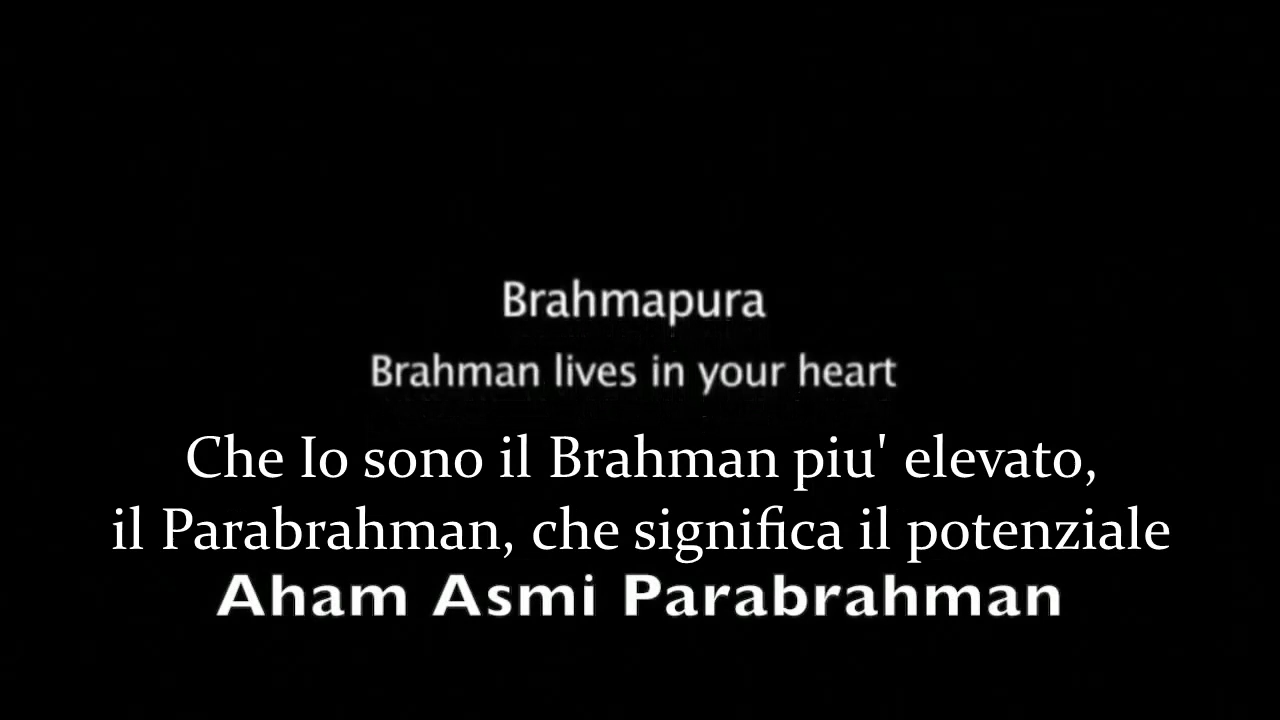 Brahmapura
Brahman lives in your heart
Che Io sono il Brahman piu' elevato,
il Parabrahman, che significa il potenziale
Aham Asmi Parabrahman